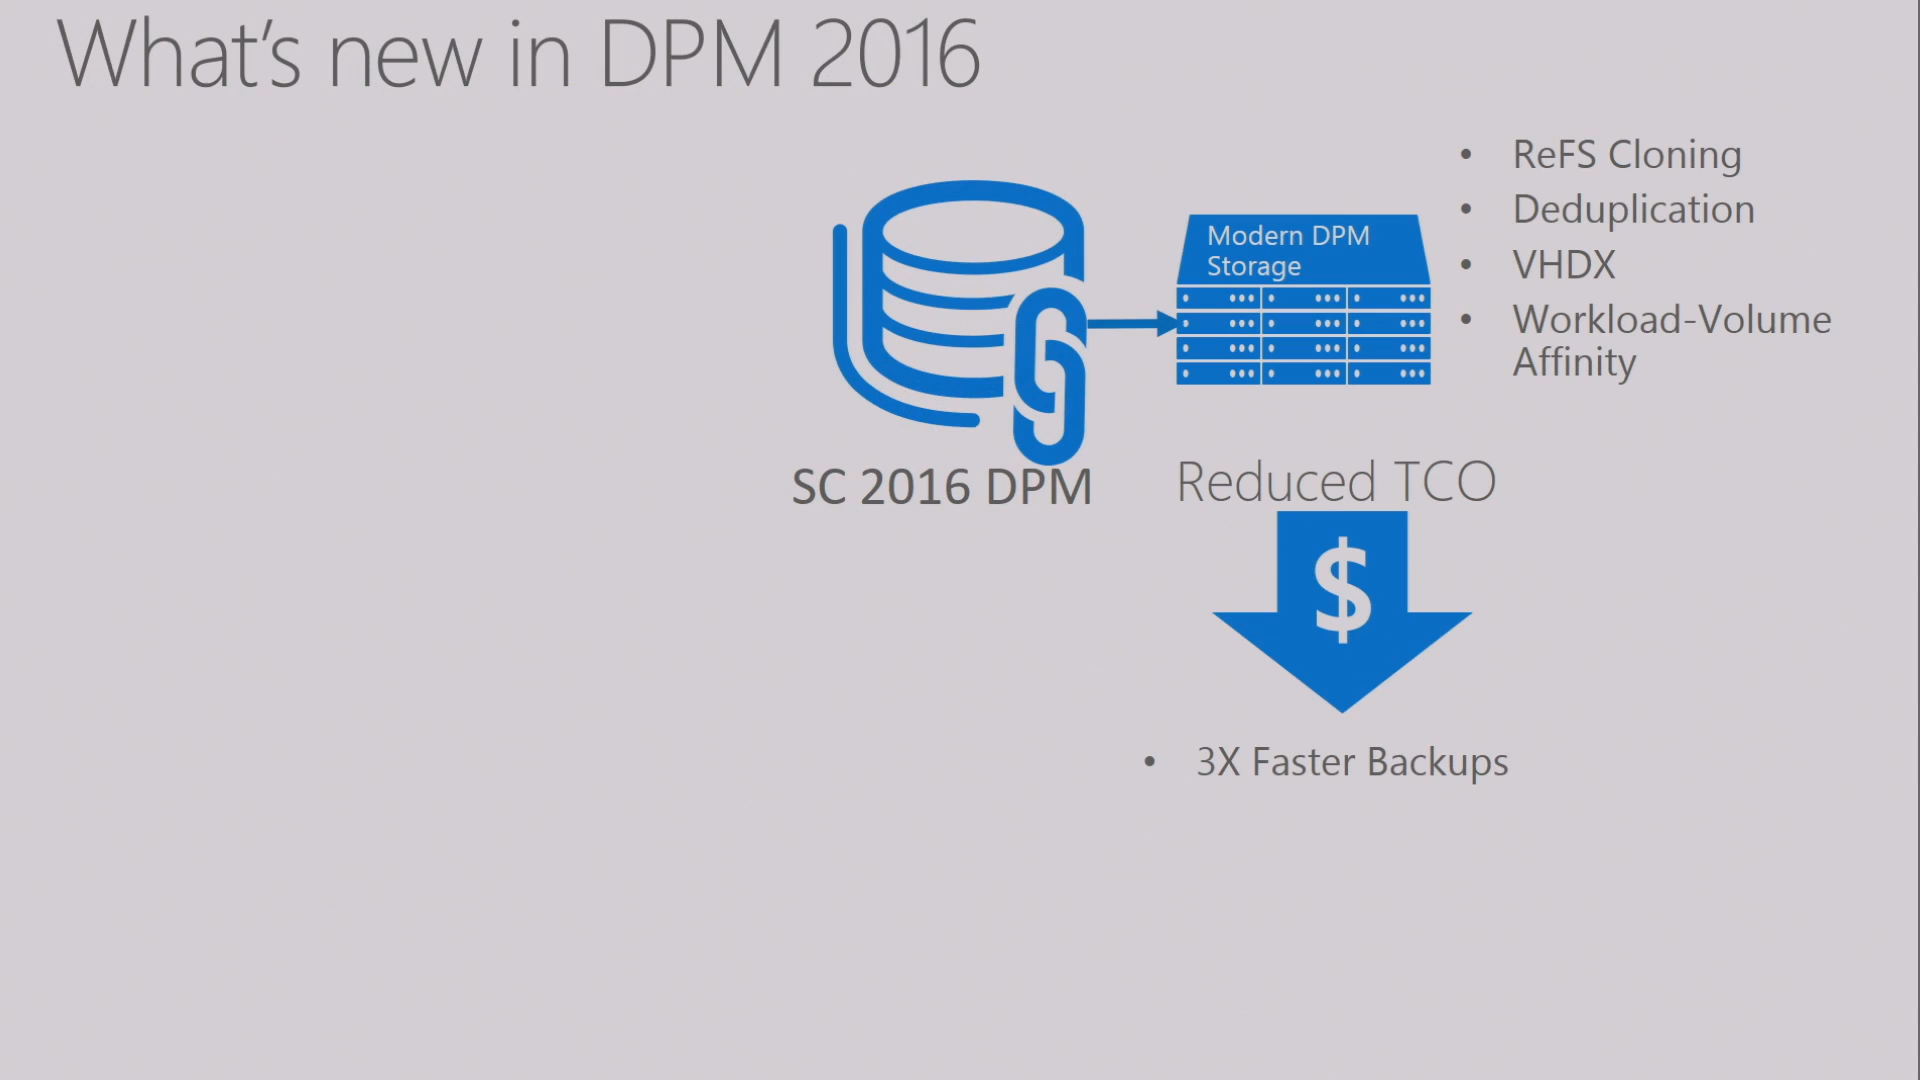 What's new in DPM 2016
• ReFS Cloning
• Deduplication
• VHDX
• Workload-Volume
Affinity
Modern DPM
Storage
SC 2016 DPM
Reduced TCO
$
• 3X Faster Backups